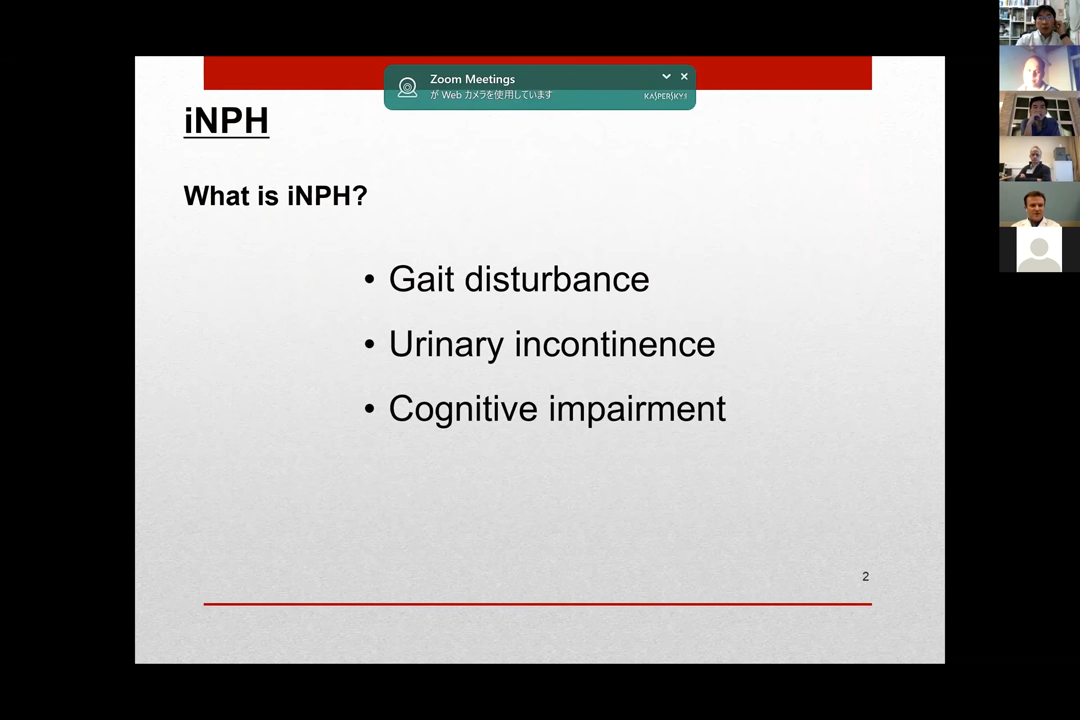 Zoom Meetings
が Web カメラを使用しています
KASPERSKY
iNPH
What is iNPH?
• Gait disturbance
• Urinary incontinence
• Cognitive impairment
2